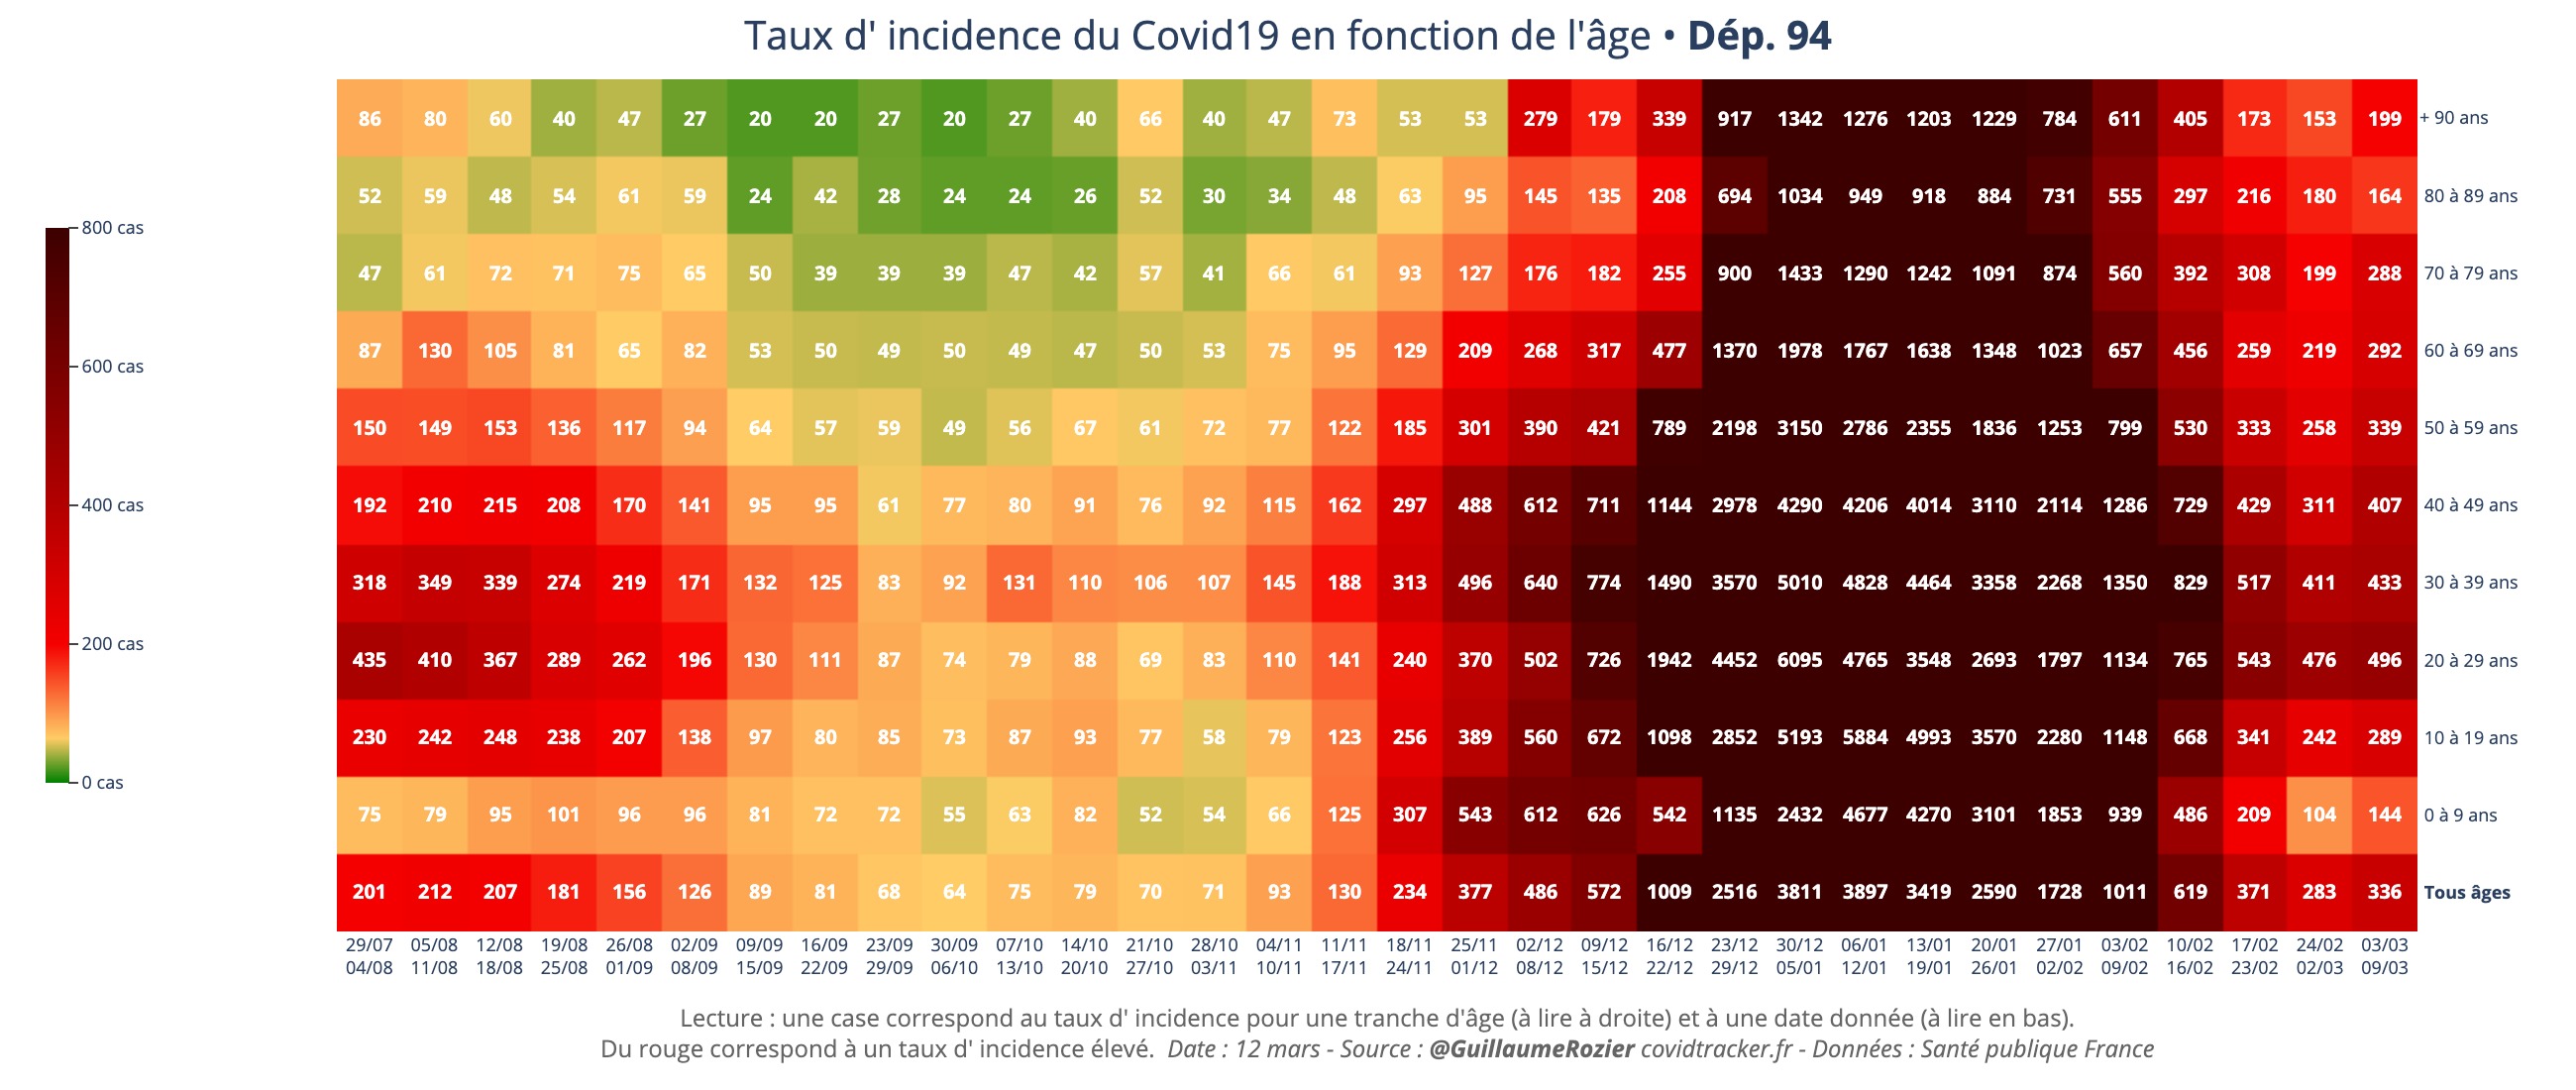 Taux d' incidence du Covid19 en fonction de l'âge • Dép. 94
800 cas
600 cas
400 cas
200 cas
0 cas
86 80 60 40 47 27 20 20 27 20 27 40 66 40 47 73 53 53 279 179 339 917 1342 1276 1203 1229 784 611 405 173 153 199 + 90 ans
52 59 48 54 61 59 24 42 28 24 24 26 52 30 34 48 63 95 145 135 208 694 1034 949 918 884 731 555 297 216 180 164 80 à 89 ans
47 61 72 71 75 65 50 39 39 39 47 42 57 41 66 61 93 127 176 182 255 900 1433 1290 1242 1091 874 560 392 308 199 288 70 à 79 ans
87 130 105 81 65 82 53 50 49 50 49 47 50 53 75 95 129 209 268 317 477 1370 1978 1767 1638 1348 1023 657 456 259 219 292 60 à 69 ans
150 149 153 136 117 94 64 57 59 49 56 67 61 72 77 122 185 301 390 421 789 2198 3150 2786 2355 1836 1253 799 530 333 258 339 50 à 59 ans
192 210 215 208 170 141 95 95 61 77 80 91 76 92 115 162 297 488 612 711 1144 2978 4290 4206 4014 3110 2114 1286 729 429 311 407 40 à 49 ans
318 349 339 274 219 171 132 125 83 92 131 110 106 107 145 188 313 496 640 774 1490 3570 5010 4828 4464 3358 2268 1350 829 517 411 433 30 à 39 ans
435 410 367 289 262 196 130 111 87 74 79 88 69 83 110 141 240 370 502 726 1942 4452 6095 4765 3548 2693 1797 1134 765 543 476 496 20 à 29 ans
230 242 248 238 207 138 97 80 85 73 87 93 77 58 79 123 256 389 560 672 1098 2852 5193 5884 4993 3570 2280 1148 668 341 242 289 10 à 19 ans
75 79 95 101 96 96 81 72 72 55 63 82 52 54 66 125 307 543 612 626 542 1135 2432 4677 4270 3101 1853 939 486 209 104 144 0 à 9 ans
201 212 207 181 156 126 89 81 68 64 75 79 70 71 93 130 234 377 486 572 1009 2516 3811 3897 3419 2590 1728 1011 619 371 283 336 Tous âges
29/07 05/08 12/08 19/08 26/08 02/09 09/09 16/09 23/09 30/09 07/10 14/10 21/10 28/10 04/11 11/11 18/11 25/11 02/12 09/12 16/12 23/12 30/12 06/01 13/01 20/01 27/01 03/02 10/02 17/02 24/02 03/03
04/08 11/08 18/08 25/08 01/09 08/09 15/09 22/09 29/09 06/10 13/10 20/10 27/10 03/11 10/11 17/11 24/11 01/12 08/12 15/12 22/12 29/12 05/01 12/01 19/01 26/01 02/02 09/02 16/02 23/02 02/03 09/03
Lecture : une case correspond au taux d' incidence pour une tranche d'âge (à lire à droite) et à une date donnée (à lire en bas).
Du rouge correspond à un taux d' incidence élevé. Date : 12 mars - Source : @GuillaumeRozier covidtracker.fr - Données : Santé publique France